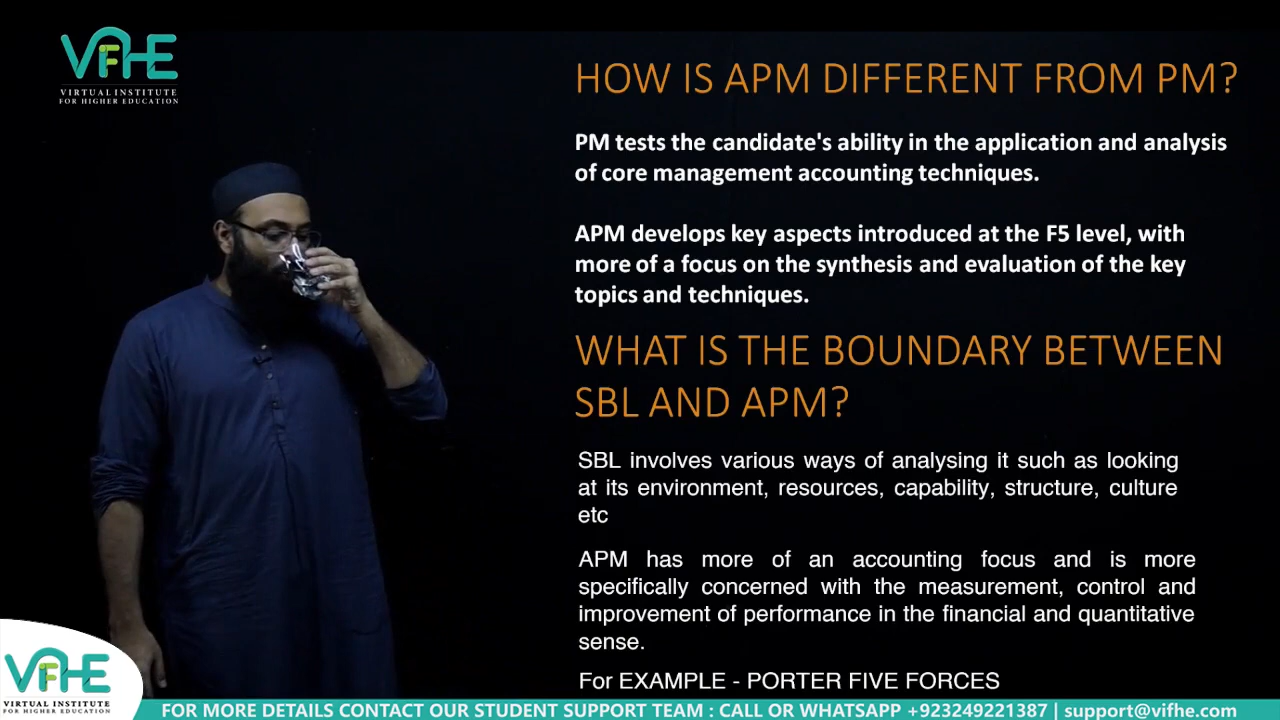 VIFHE
VIRTUAL INSTITUTE
FOR HIGHER EDUCATION
HOW IS APM DIFFERENT FROM PM?
PM tests the candidate's ability in the application and analysis
of core management accounting techniques.
APM develops key aspects introduced at the F5 level, with
more of a focus on the synthesis and evaluation of the key
topics and techniques.
WHAT IS THE BOUNDARY BETWEEN
SBL AND APM?
SBL involves various ways of analysing it such as looking
at its environment, resources, capability, structure, culture
etc
APM has more of an accounting focus and is more
specifically concerned with the measurement, control and
improvement of performance in the financial and quantitative
sense.
For EXAMPLE - PORTER FIVE FORCES
VIFHE
VIRTUAL INSTITUTE
FOR HIGHER EDUCATION
FOR MORE DETAILS CONTACT OUR STUDENT SUPPORT TEAM : CALL OR WHATSAPP +923249221387 | support@vifhe.com